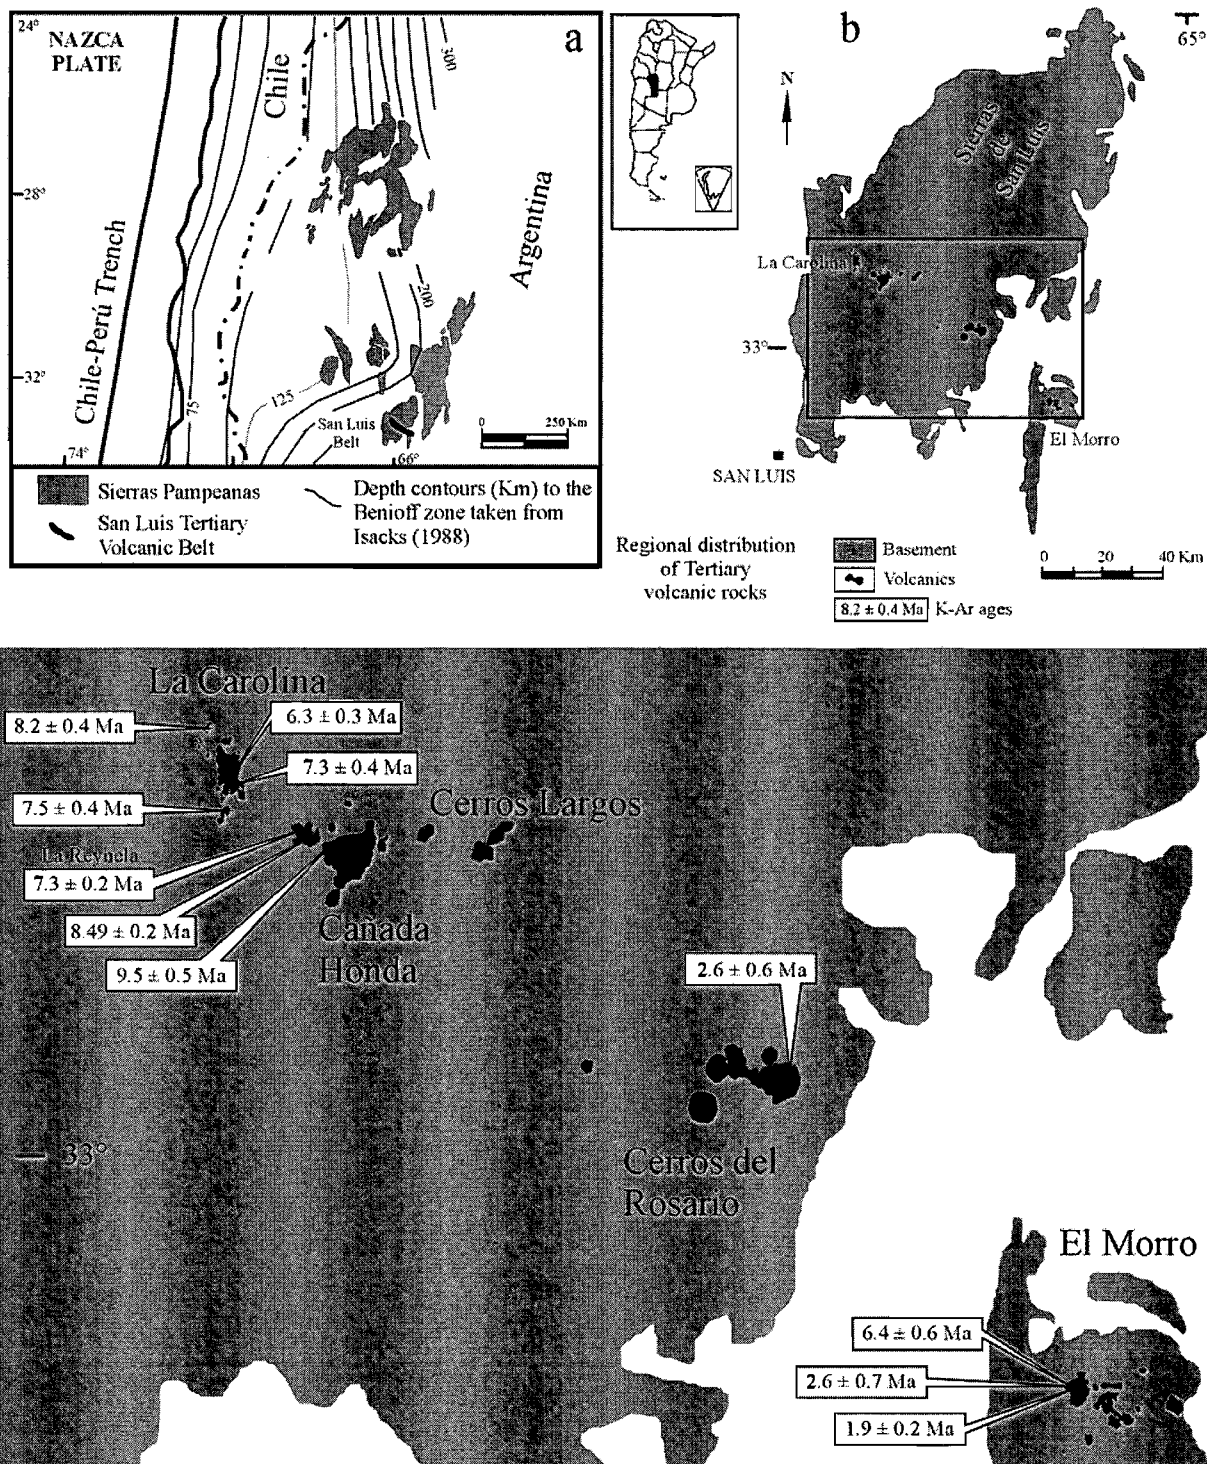 24°
NAZCA
PLATE
a
Chile
300
28°
Argentina
Chile-Perú Trench
200
32°
75
125
San Luis
Belt
0 250 Km
74°
66°
Sierras Pampeanas
San Luis Tertiary
Volcanic Belt
Depth contours (Km) to the
Benioff zone taken from
Isacks (1988)
b
65°
N
Sierras
de
San Luis
La Carolina
33°
El Morro
SAN LUIS
Regional distribution
of Tertiary
volcanic rocks
Basement
Volcanics
8.2 ± 0.4 Ma K-Ar ages
0 20 40 Km
La Carolina
8.2 ± 0.4 Ma
6.3 ± 0.3 Ma
7.3 ± 0.4 Ma
7.5 ± 0.4 Ma
Cerros Largos
La Reyuela
7.3 ± 0.2 Ma
8.49 ± 0.2 Ma
9.5 ± 0.5 Ma
Cañada
Honda
2.6 ± 0.6 Ma
33°
Cerros del
Rosario
El Morro
6.4 ± 0.6 Ma
2.6 ± 0.7 Ma
1.9 ± 0.2 Ma